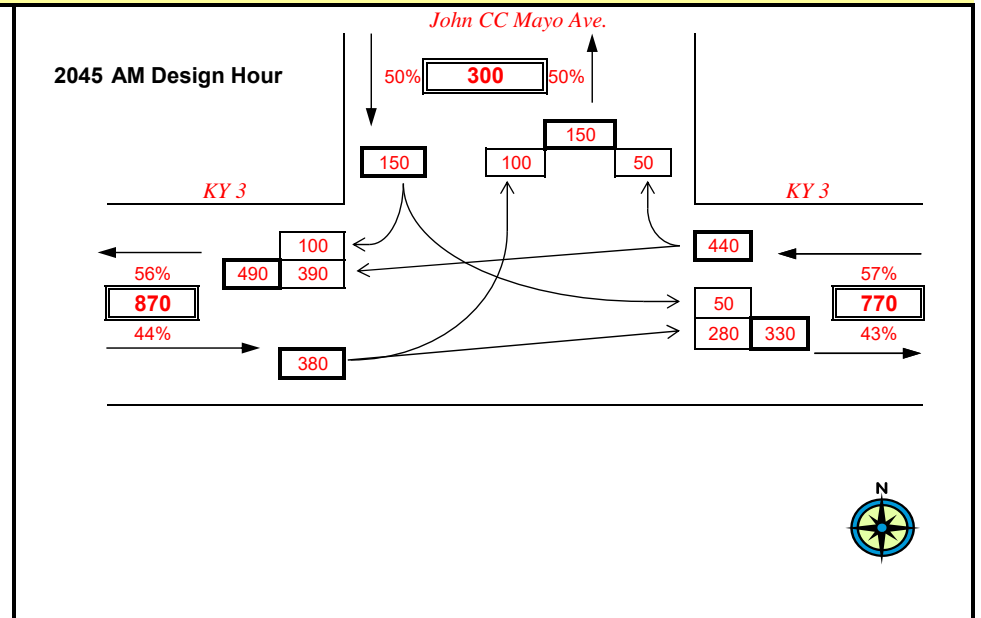 John CC Mayo Ave.
2045 AM Design Hour
50% 300 50%
150
150 100 50
KY 3 KY 3
100 440
56% 490 390 57%
870 50 770
44% 280 330 43%
380
N